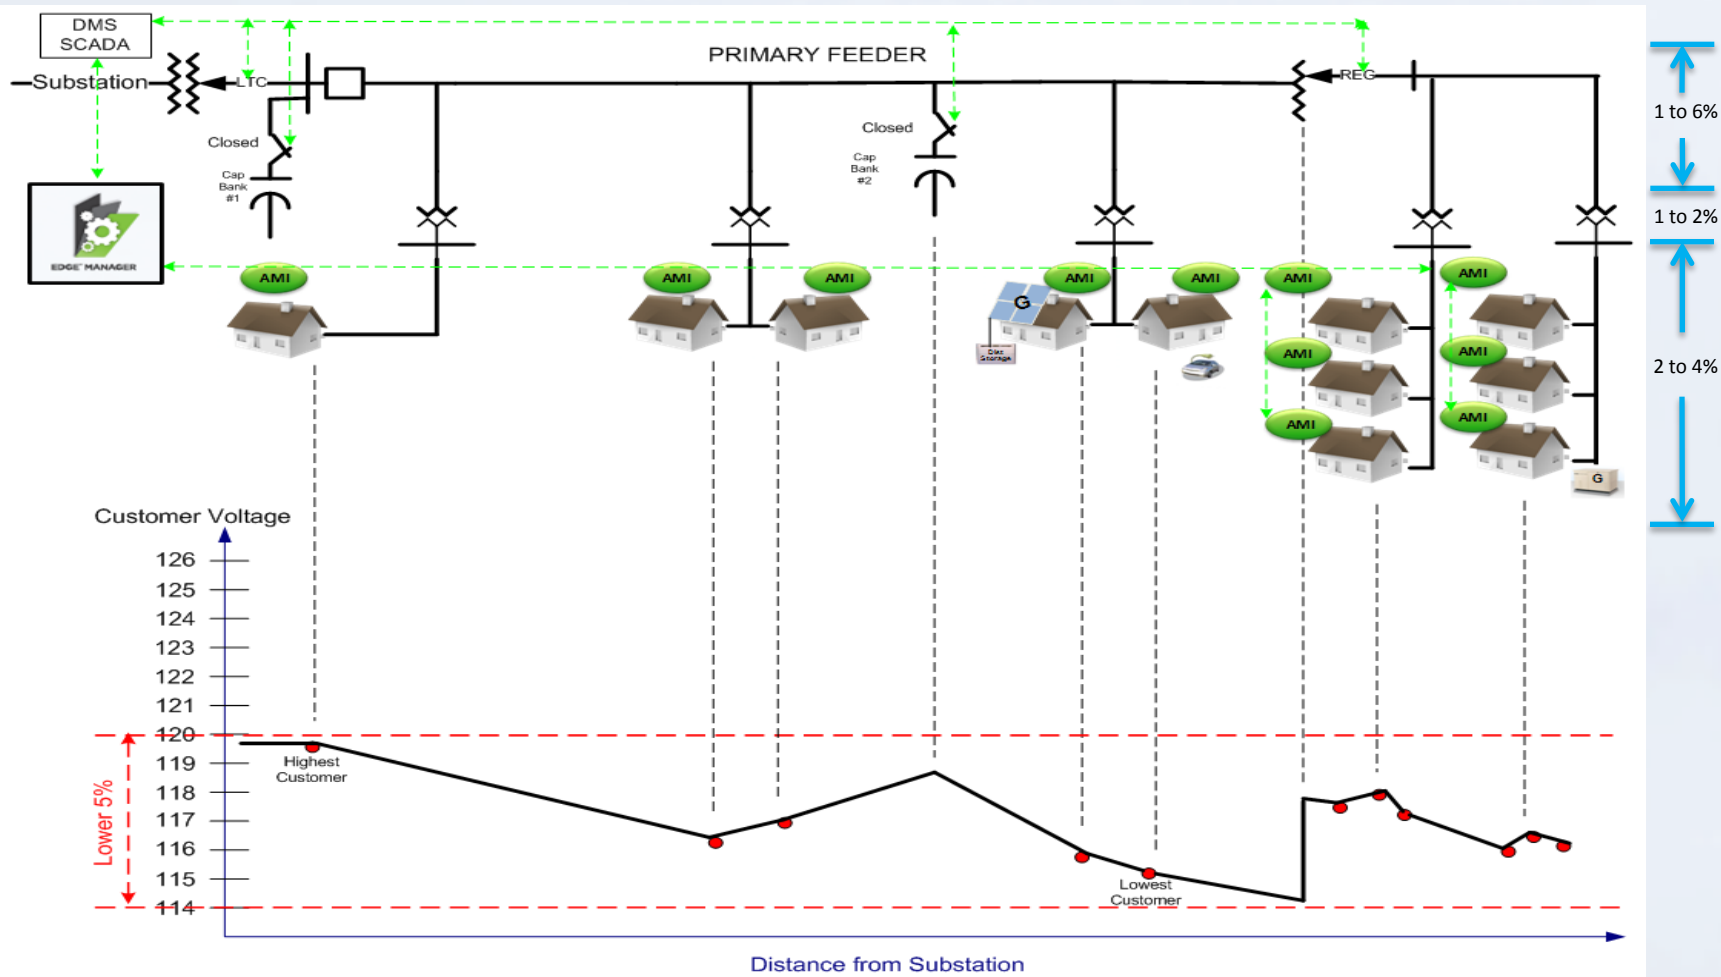 DMS
SCADA
PRIMARY FEEDER
Substation
LTC
REG
1 to 6%
Closed
Cap
Bank
#1
Closed
Cap
Bank
#2
1 to 2%
EDGE MANAGER
AMI
AMI
AMI
AMI
AMI
AMI
AMI
G
Dist
Storage
AMI
AMI
2 to 4%
AMI
AMI
G
Customer Voltage
126
125
124
123
122
121
120
119
118
117
116
115
114
Lower 5%
Highest
Customer
Lowest
Customer
Distance from Substation